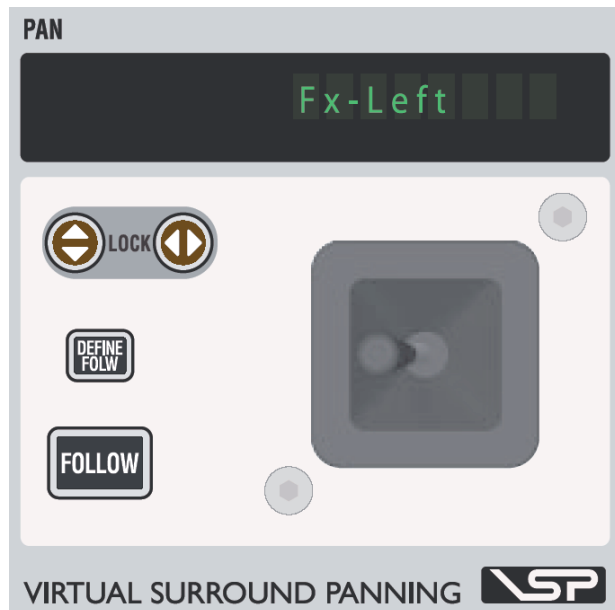 PAN
Fx-Left
LOCK
DEFINE
FOLW
FOLLOW
VIRTUAL SURROUND PANNING VSP